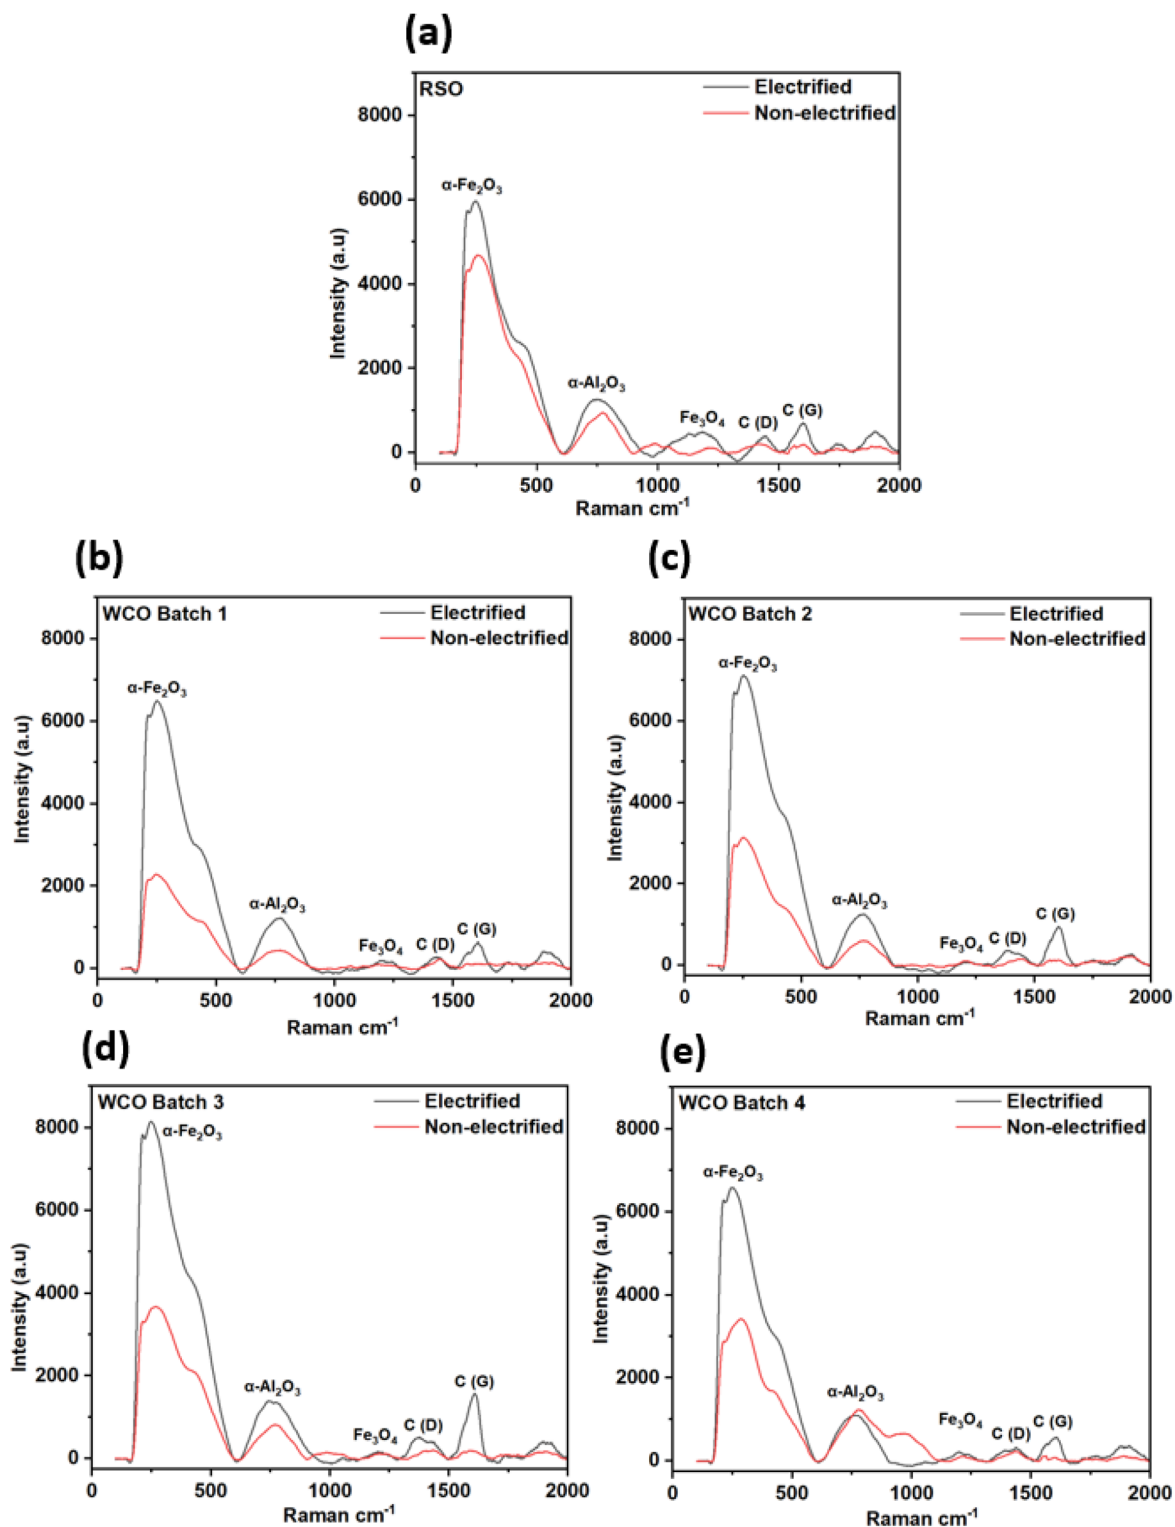 (a)
RSO
Electrified
Non-electrified
8000
6000
4000
2000
0
Intensity (a.u)
α-Fe₂O₃
α-Al₂O₃
Fe₃O₄
C (D)
C (G)
0 500 1000 1500 2000
Raman cm⁻¹
(b)
WCO Batch 1
Electrified
Non-electrified
8000
6000
4000
2000
0
Intensity (a.u)
α-Fe₂O₃
α-Al₂O₃
Fe₃O₄
C (D)
C (G)
0 500 1000 1500 2000
Raman cm⁻¹
(c)
WCO Batch 2
Electrified
Non-electrified
8000
6000
4000
2000
0
Intensity (a.u)
α-Fe₂O₃
α-Al₂O₃
Fe₃O₄
C (D)
C (G)
0 500 1000 1500 2000
Raman cm⁻¹
(d)
WCO Batch 3
Electrified
Non-electrified
8000
6000
4000
2000
0
Intensity (a.u)
α-Fe₂O₃
α-Al₂O₃
Fe₃O₄
C (D)
C (G)
0 500 1000 1500 2000
Raman cm⁻¹
(e)
WCO Batch 4
Electrified
Non-electrified
8000
6000
4000
2000
0
Intensity (a.u)
α-Fe₂O₃
α-Al₂O₃
Fe₃O₄
C (D)
C (G)
0 500 1000 1500 2000
Raman cm⁻¹